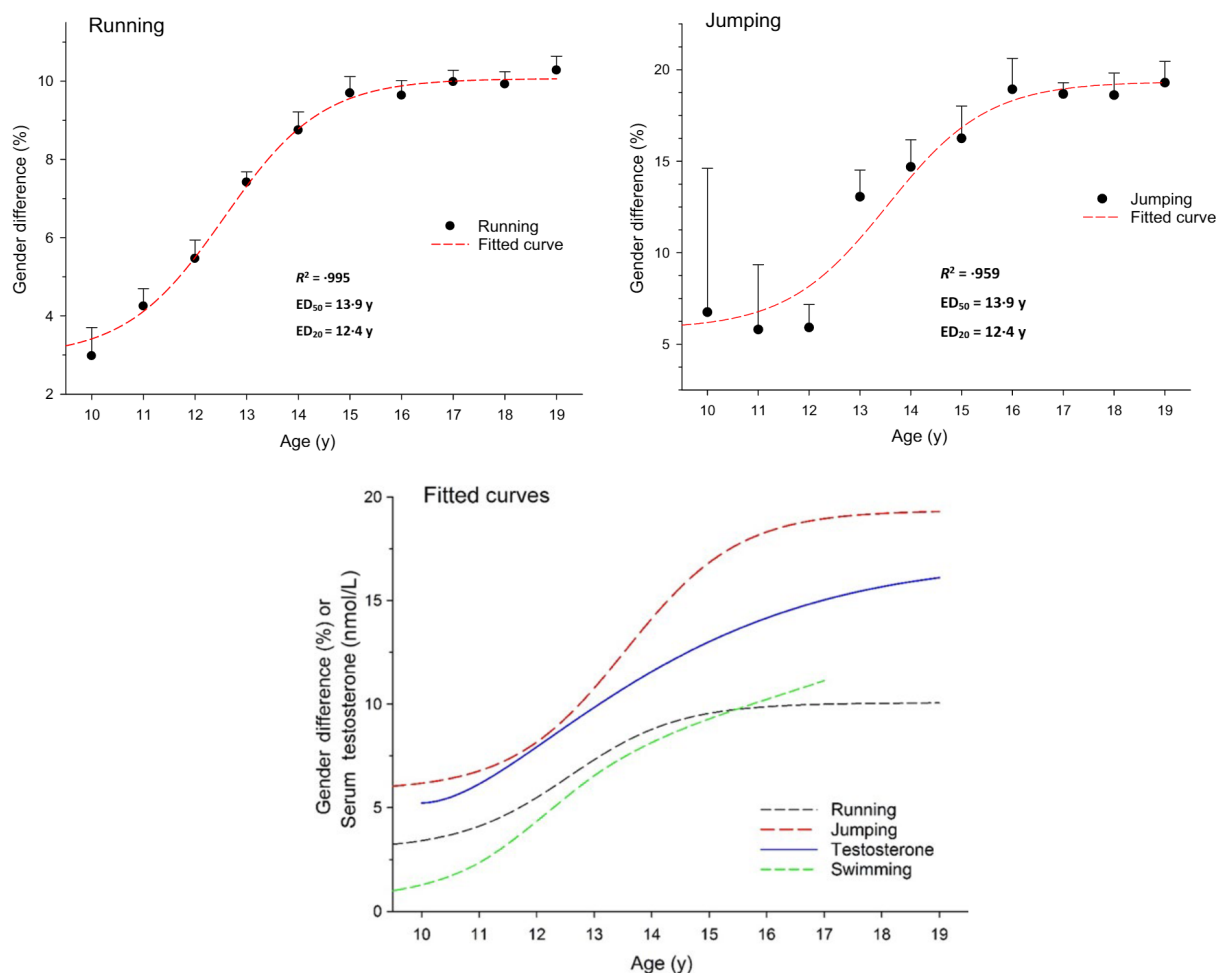 Running
Gender difference (%)
10
8
6
4
2
Running
Fitted curve
R² = ·995
ED₅₀ = 13·9 y
ED₂₀ = 12·4 y
10 11 12 13 14 15 16 17 18 19
Age (y)
Jumping
Gender difference (%)
20
15
10
5
Jumping
Fitted curve
R² = ·959
ED₅₀ = 13·9 y
ED₂₀ = 12·4 y
10 11 12 13 14 15 16 17 18 19
Age (y)
Fitted curves
Gender difference (%) or
Serum testosterone (nmol/L)
20
15
10
5
0
Running
Jumping
Testosterone
Swimming
10 11 12 13 14 15 16 17 18 19
Age (y)